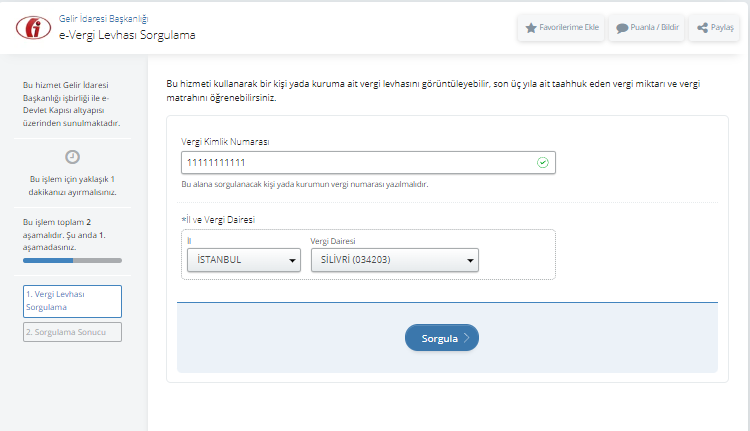 Gelir İdaresi Başkanlığı
e-Vergi Levhası Sorgulama
Favorilerime Ekle
Puanla / Bildir
Paylaş
Bu hizmet Gelir İdaresi
Başkanlığı işbirliği ile e-
Devlet Kapısı altyapısı
üzerinden sunulmaktadır.
Bu işlem için yaklaşık 1
dakikanızı ayırmalısınız.
Bu işlem toplam 2
aşamalıdır. Şu anda 1.
aşamadasınız.
1. Vergi Levhası
Sorgulama
2. Sorgulama Sonucu
Bu hizmeti kullanarak bir kişi yada kuruma ait vergi levhasını görüntüleyebilir, son üç yıla ait taahhuk eden vergi miktarı ve vergi
matrahını öğrenebilirsiniz.
Vergi Kimlik Numarası
11111111111
Bu alana sorgulanacak kişi yada kurumun vergi numarası yazılmalıdır.
*İl ve Vergi Dairesi
İl
Vergi Dairesi
İSTANBUL
SİLİVRİ (034203)
Sorgula